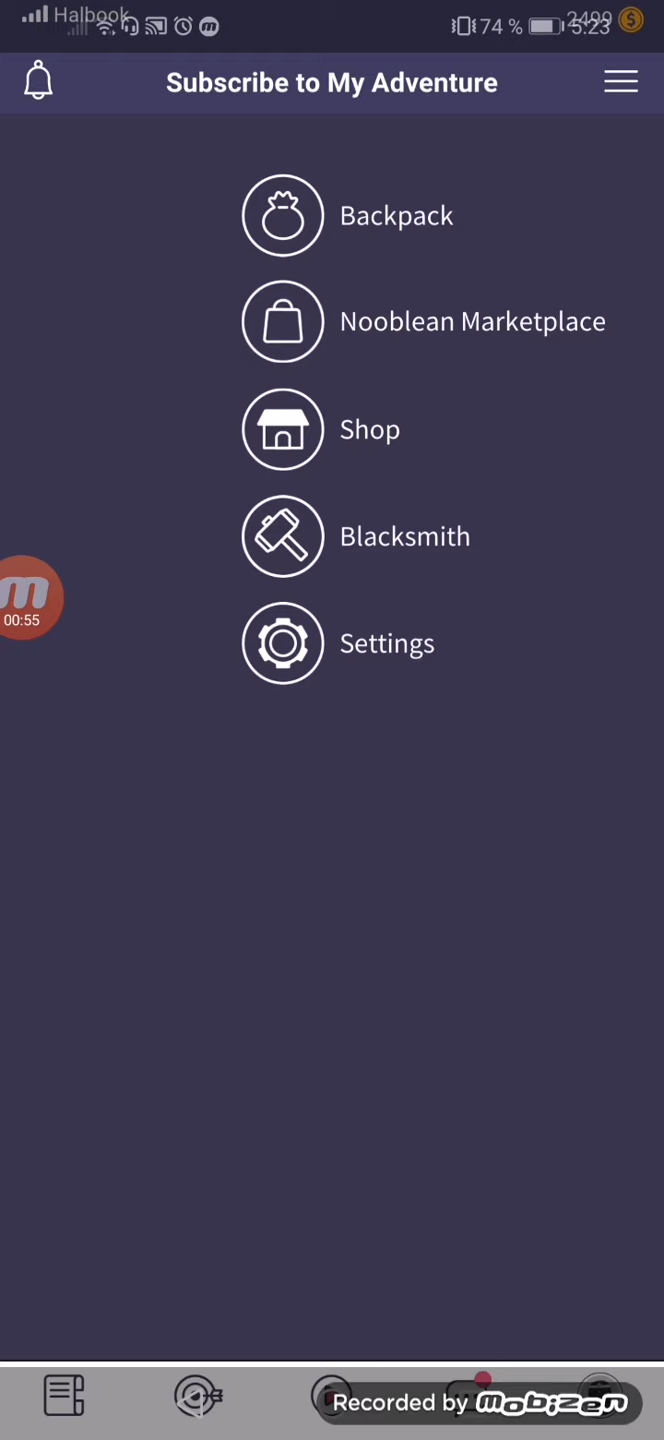 Halbook
2499
74 %
5:23
Subscribe to My Adventure
Backpack
Nooblean Marketplace
Shop
Blacksmith
00:55
Settings
Recorded by mobizen